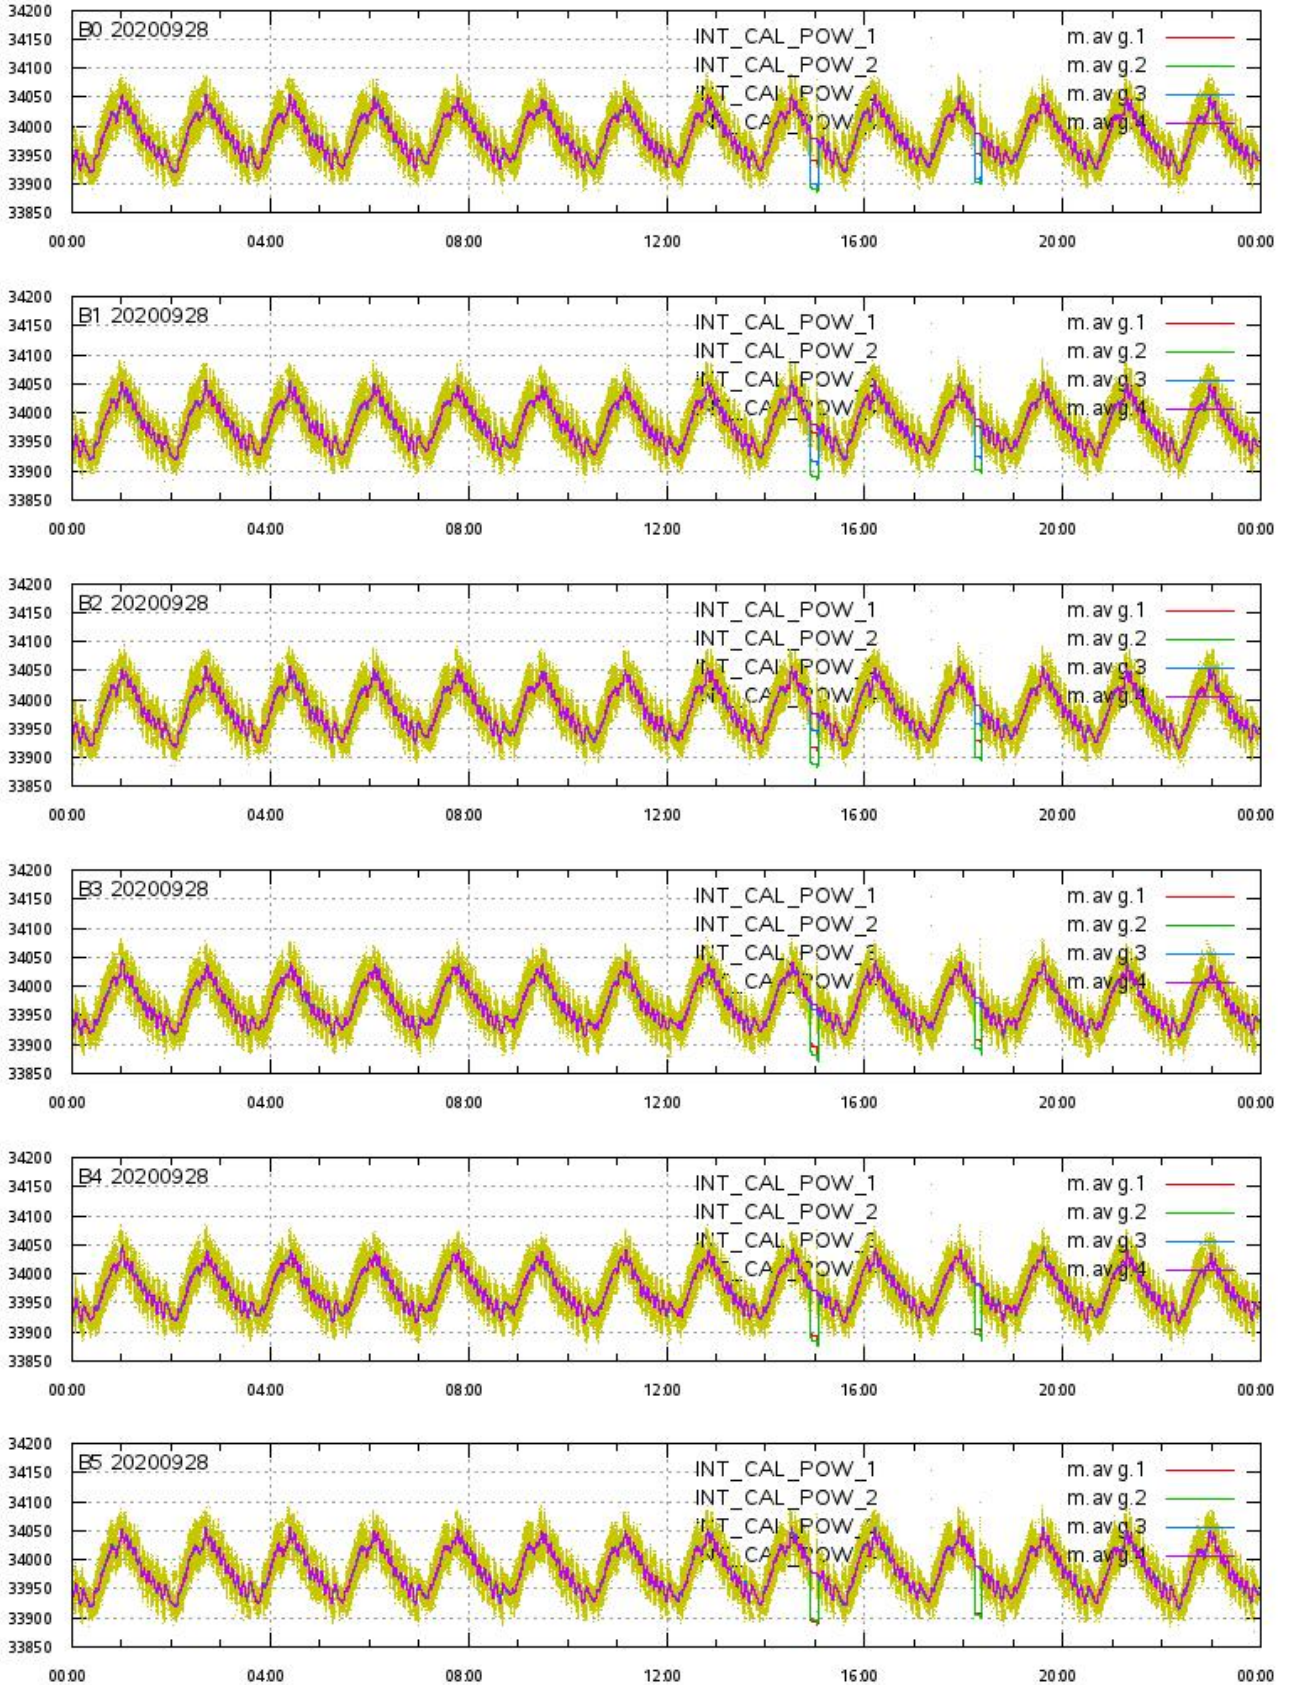 34200
B0 20200928 INT_CAL_POW_1 m.avg.1
34150
INT_CAL_POW_2 m.avg.2
34100
m.avg.3
34050
m.avg.4
34000
33950
33900
33850
00:00 04:00 08:00 12:00 16:00 20:00 00:00
34200
B1 20200928 INT_CAL_POW_1 m.avg.1
34150
INT_CAL_POW_2 m.avg.2
34100
m.avg.3
34050
m.avg.4
34000
33950
33900
33850
00:00 04:00 08:00 12:00 16:00 20:00 00:00
34200
B2 20200928 INT_CAL_POW_1 m.avg.1
34150
INT_CAL_POW_2 m.avg.2
34100
m.avg.3
34050
m.avg.4
34000
33950
33900
33850
00:00 04:00 08:00 12:00 16:00 20:00 00:00
34200
B3 20200928 INT_CAL_POW_1 m.avg.1
34150
INT_CAL_POW_2 m.avg.2
34100
INT_CAL_POW_3 m.avg.3
34050
m.avg.4
34000
33950
33900
33850
00:00 04:00 08:00 12:00 16:00 20:00 00:00
34200
B4 20200928 INT_CAL_POW_1 m.avg.1
34150
INT_CAL_POW_2 m.avg.2
34100
m.avg.3
34050
m.avg.4
34000
33950
33900
33850
00:00 04:00 08:00 12:00 16:00 20:00 00:00
34200
B5 20200928 INT_CAL_POW_1 m.avg.1
34150
INT_CAL_POW_2 m.avg.2
34100
m.avg.3
34050
m.avg.4
34000
33950
33900
33850
00:00 04:00 08:00 12:00 16:00 20:00 00:00